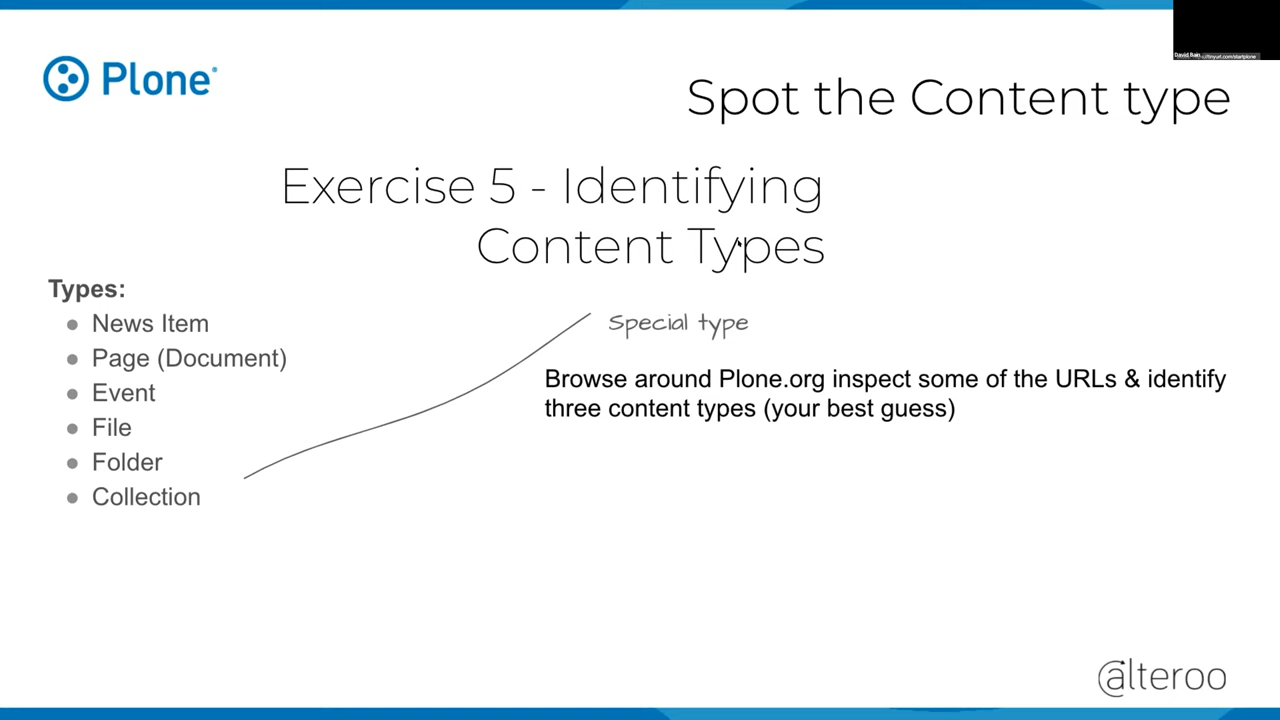 David Bain
Plone®
Spot the Content type
Exercise 5 - Identifying
Content Types
Types:
● News Item
● Page (Document)
● Event
● File
● Folder
● Collection
Special type
Browse around Plone.org inspect some of the URLs & identify
three content types (your best guess)
@lteroo